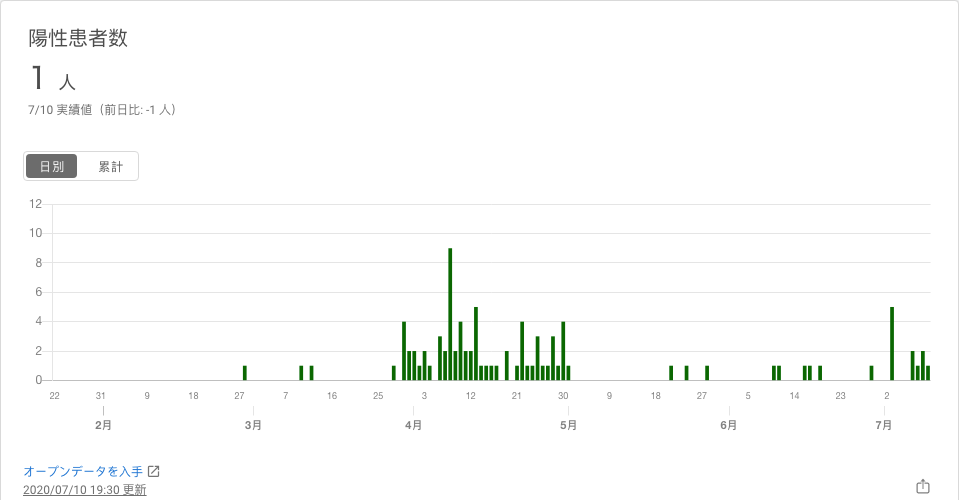 陽性患者数
1 人
7/10 実績値（前日比: -1 人）
日別 累計
12
10
8
6
4
2
0
22 31 9 18 27 7 16 25 3 12 21 30 9 18 27 5 14 23 2
2月 3月 4月 5月 6月 7月
オープンデータを入手
2020/07/10 19:30 更新